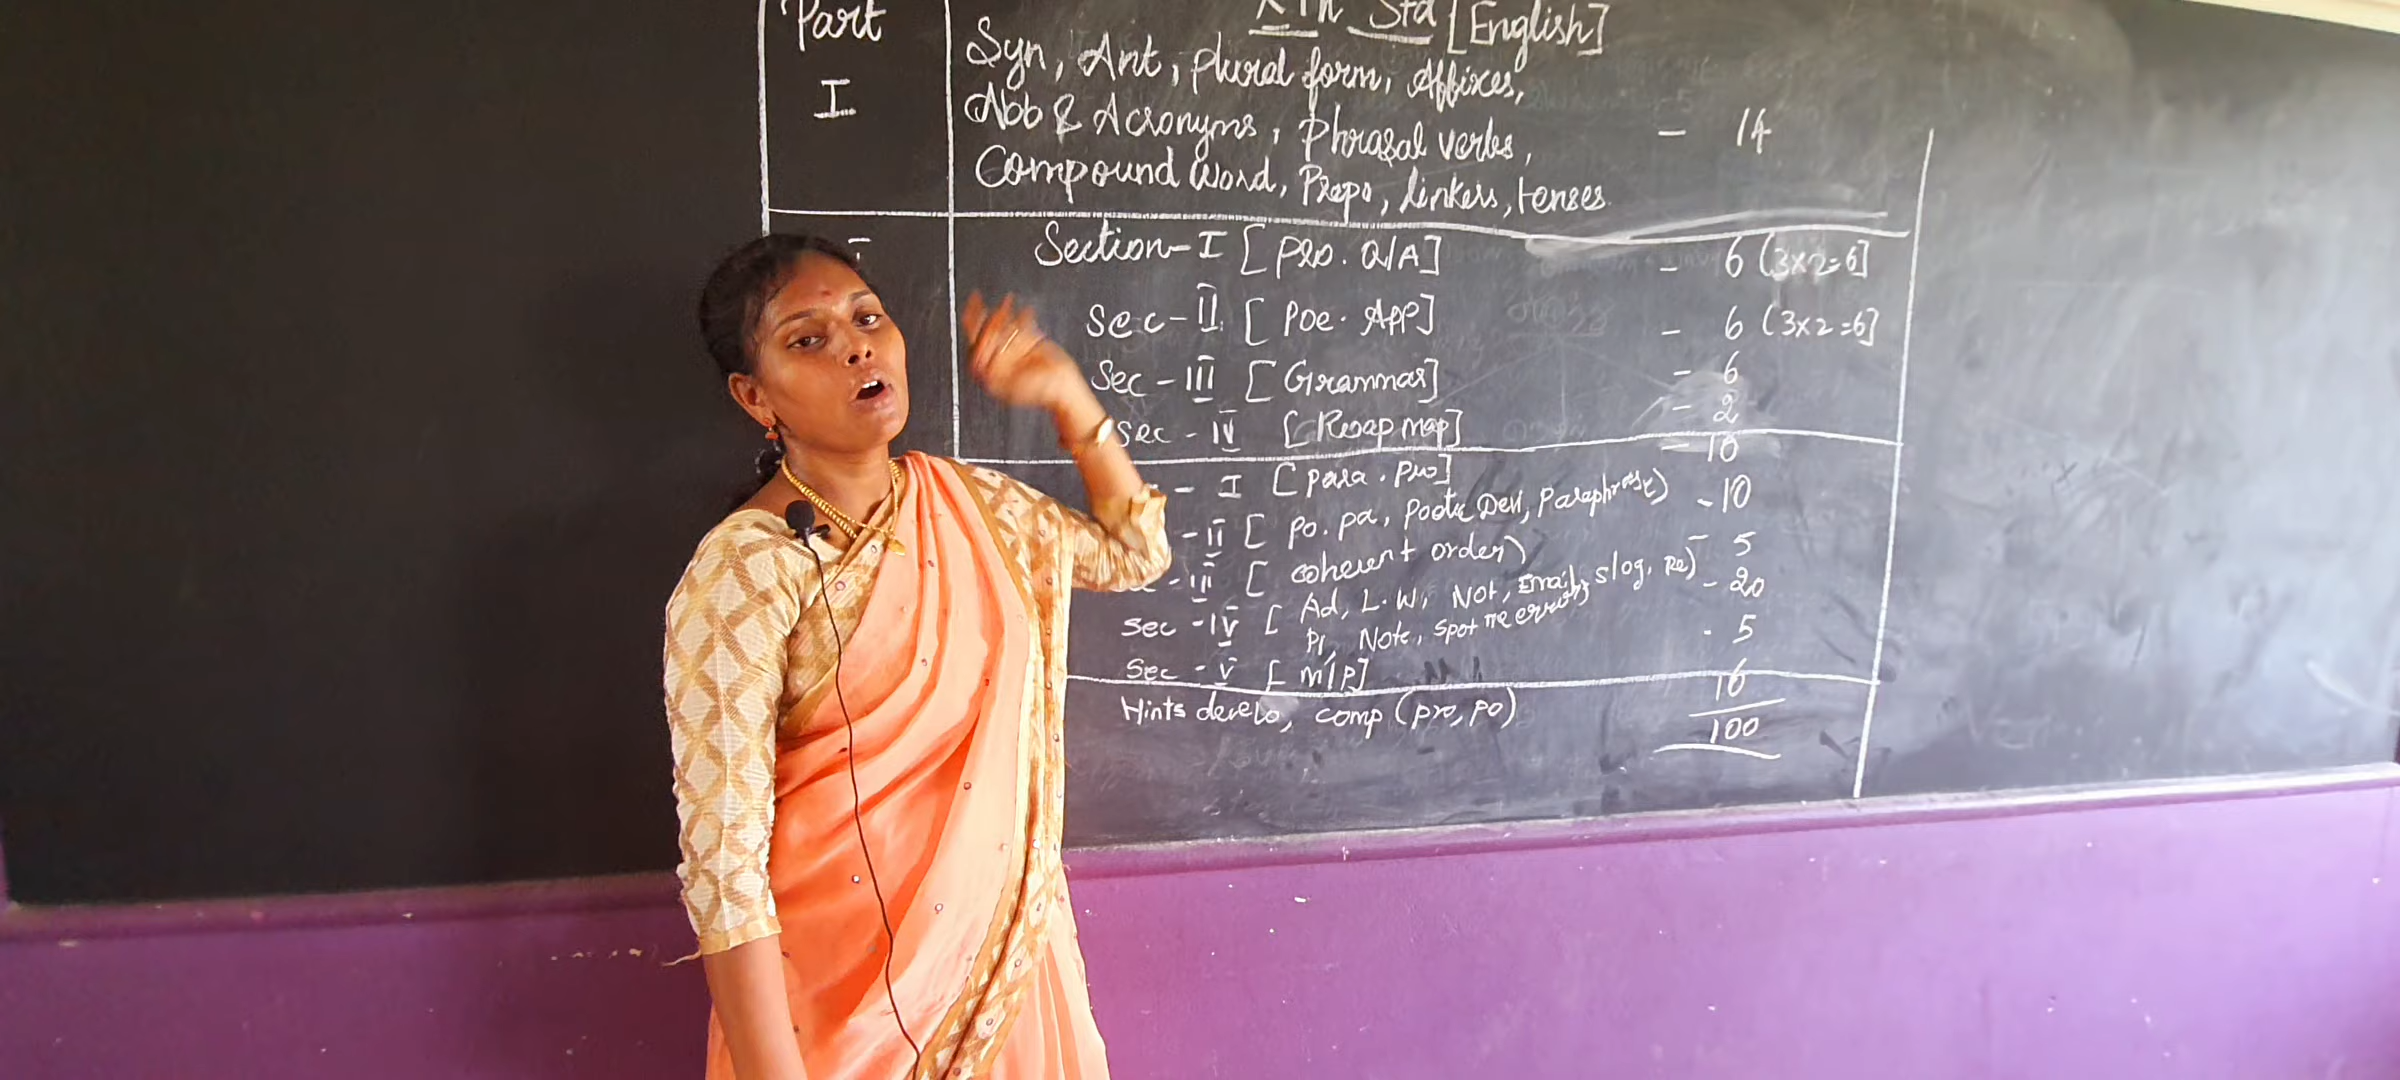 Part
Xth Std [English]
I
Syn, Ant, plural form, Affixes,
Abb & Acronyms, Phrasal verbs, - 14
Compound Word, Prepo, linkers, tenses
Section-I [Pro. Q/A] - 6 (3x2=6]
Sec-II [Poe. App] - 6 (3x2=6]
Sec-III [Grammar] - 6
Sec-IV [Roap map] - 2
- I [para. pro] - 10
-II [Po. pa, Poetic Devi, Paraphrase) - 10
-III [coherent order) - 5
Sec-IV [Ad, L.W, Not, Email, slog, Re) - 20
Pi, Note, spot the errors
Sec-V [m/p] - 5
Hints develo, comp (pro, po) 16
100